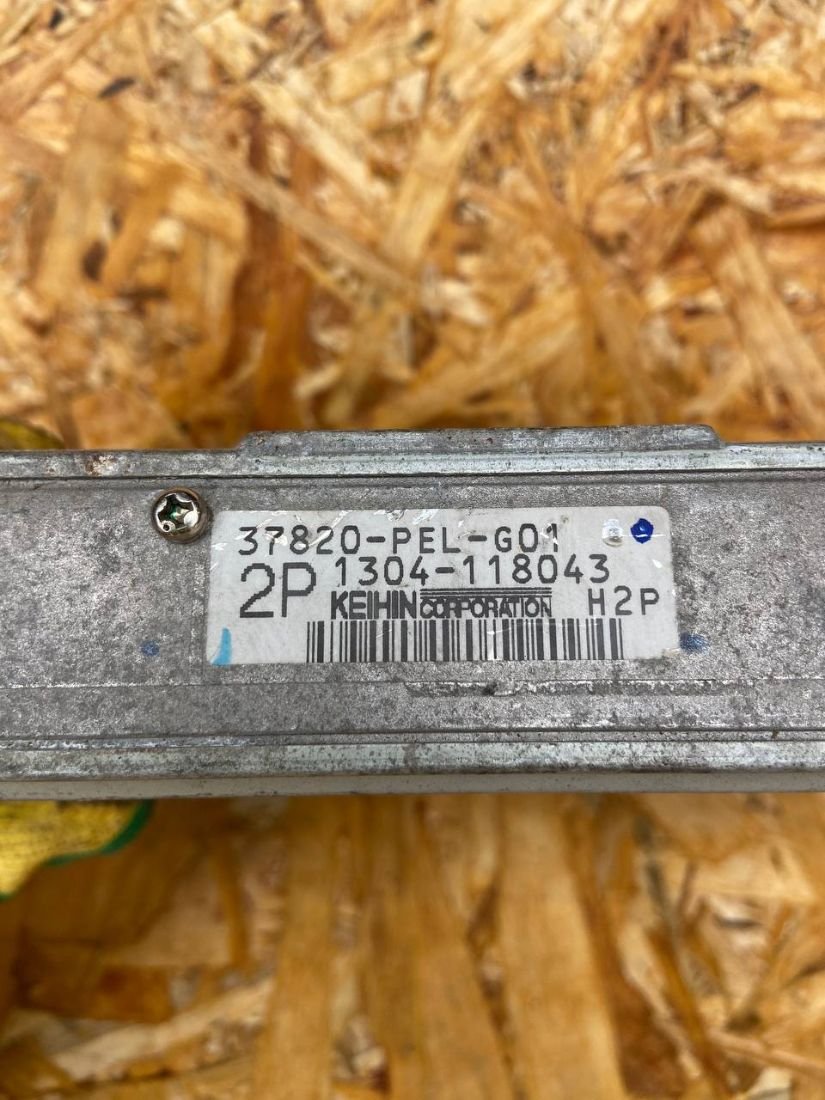 37820-PEL-G01
2P 1304-118043
KEIHIN CORPORATION H2P